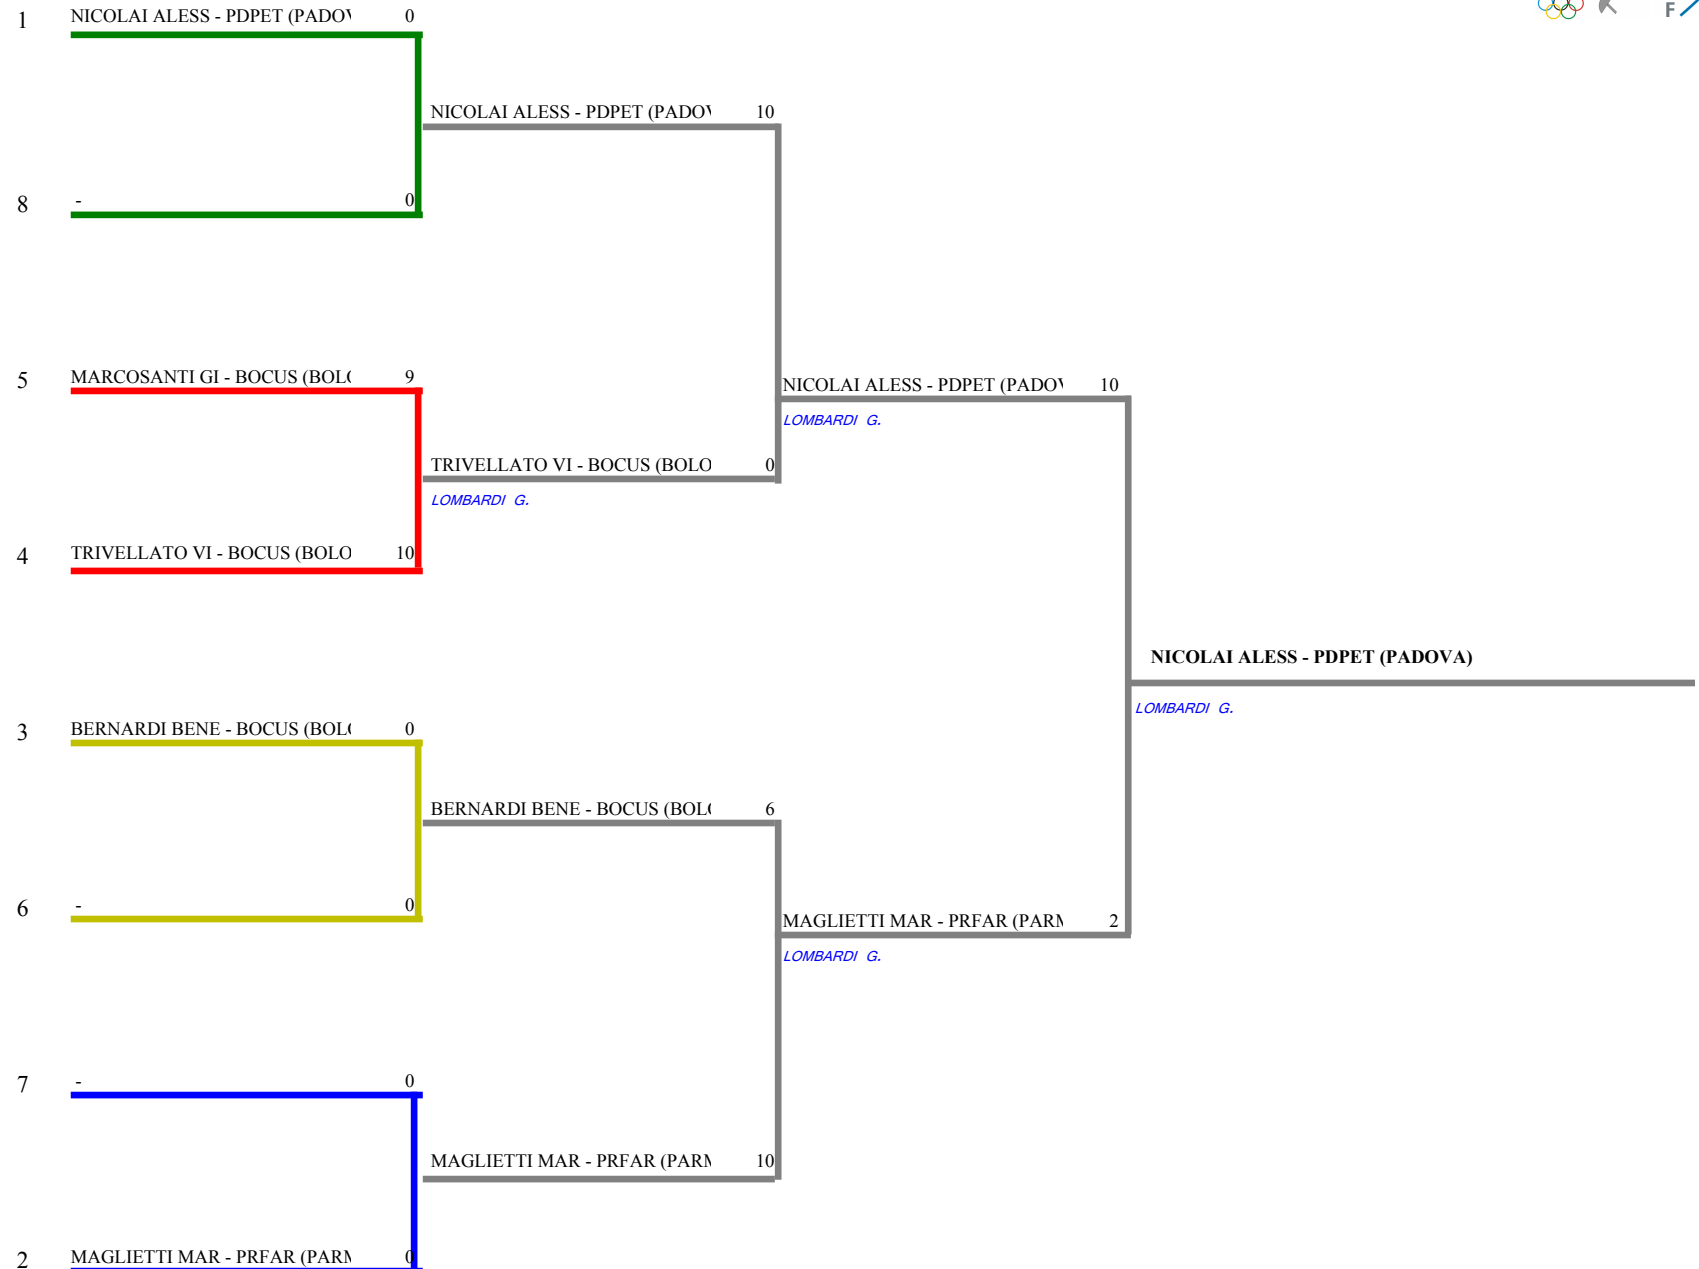 1 NICOLAI ALESS - PDPET (PADOV 0
F
NICOLAI ALESS - PDPET (PADOV 10
8 - 0
5 MARCOSANTI GI - BOCUS (BOLO 9
NICOLAI ALESS - PDPET (PADOV 10
LOMBARDI G.
TRIVELLATO VI - BOCUS (BOLO 0
LOMBARDI G.
4 TRIVELLATO VI - BOCUS (BOLO 10
NICOLAI ALESS - PDPET (PADOVA)
LOMBARDI G.
3 BERNARDI BENE - BOCUS (BOLO 0
BERNARDI BENE - BOCUS (BOLO 6
6 - 0
MAGLIETTI MAR - PRFAR (PARM 2
LOMBARDI G.
7 - 0
MAGLIETTI MAR - PRFAR (PARM 10
2 MAGLIETTI MAR - PRFAR (PARM 0